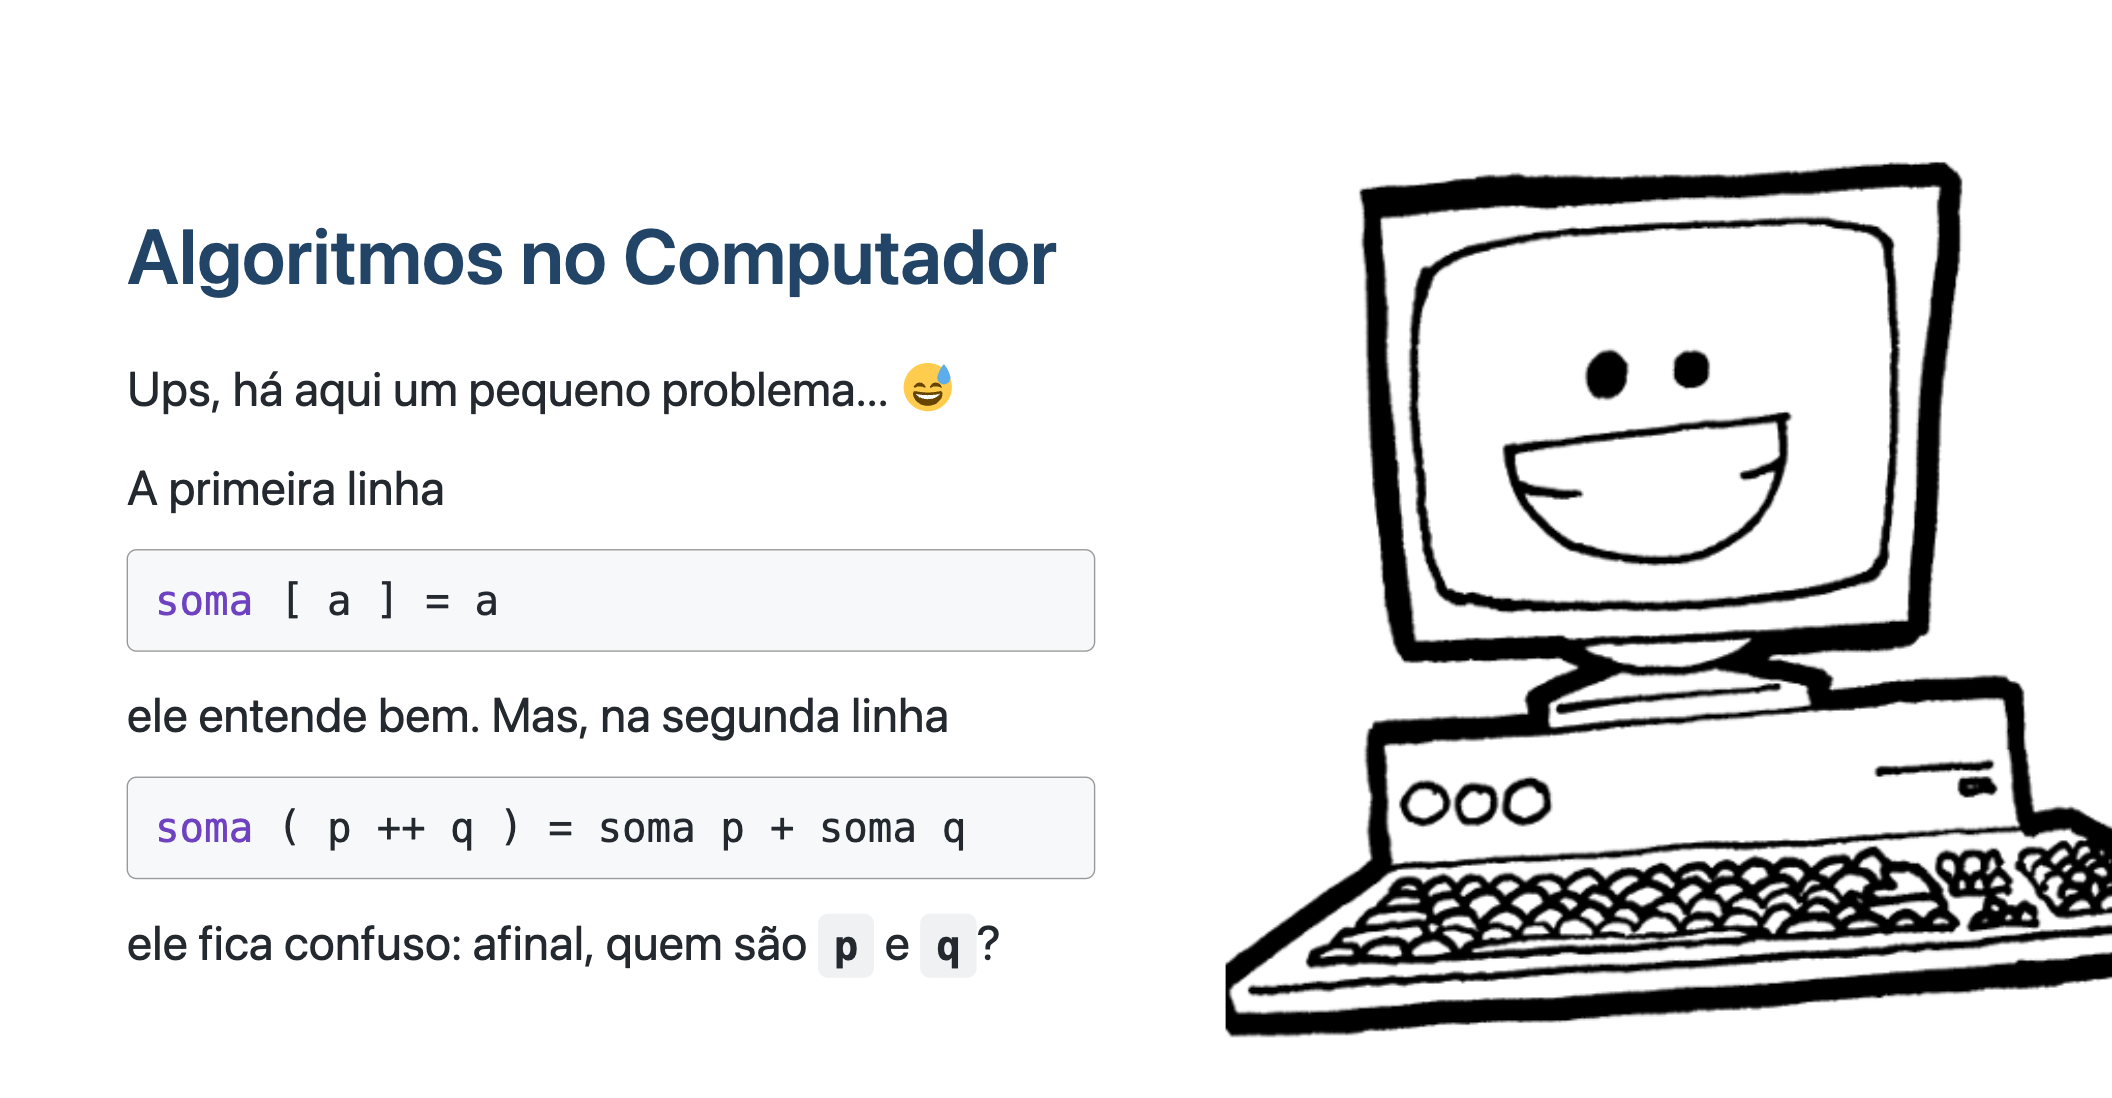 Algoritmos no Computador
Ups, há aqui um pequeno problema... 😅
A primeira linha
soma [ a ] = a
ele entende bem. Mas, na segunda linha
soma ( p ++ q ) = soma p + soma q
ele fica confuso: afinal, quem são p e q?